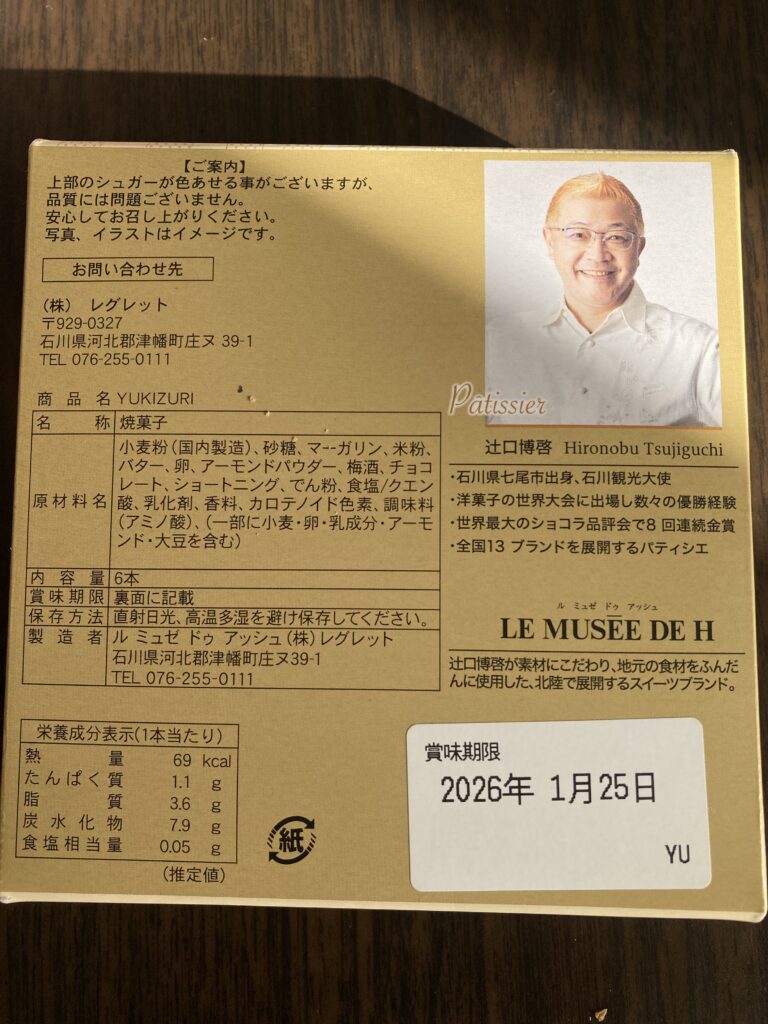 【ご案内】
上部のシュガーが色あせる事がございますが、
品質には問題ございません。
安心してお召し上がりください。
写真、イラストはイメージです。
お問い合わせ先
(株) レグレット
〒929-0327
石川県河北郡津幡町庄ヌ 39-1
TEL 076-255-0111
商品名 YUKIZURI
名称 焼菓子
原材料名 小麦粉(国内製造)、砂糖、マーガリン、米粉、
バター、卵、アーモンドパウダー、梅酒、チョコ
レート、ショートニング、でん粉、食塩/クエン
酸、乳化剤、香料、カロテノイド色素、調味料
(アミノ酸)、(一部に小麦・卵・乳成分・アーモ
ンド・大豆を含む)
内容量 6本
賞味期限 裏面に記載
保存方法 直射日光、高温多湿を避け保存してください。
製造者 ル ミュゼ ドゥ アッシュ(株)レグレット
石川県河北郡津幡町庄ヌ39-1
TEL 076-255-0111
栄養成分表示(1本当たり)
熱量 69 kcal
たんぱく質 1.1 g
脂質 3.6 g
炭水化物 7.9 g
食塩相当量 0.05 g
(推定値)
紙
Pâtissier
辻口博啓 Hironobu Tsujiguchi
・石川県七尾市出身、石川観光大使
・洋菓子の世界大会に出場し数々の優勝経験
・世界最大のショコラ品評会で8 回連続金賞
・全国13 ブランドを展開するパティシエ
ル ミュゼ ドゥ アッシュ
LE MUSĒE DE H
辻口博啓が素材にこだわり、地元の食材をふんだ
んに使用した、北陸で展開するスイーツブランド。
賞味期限
2026年 1月25日
YU